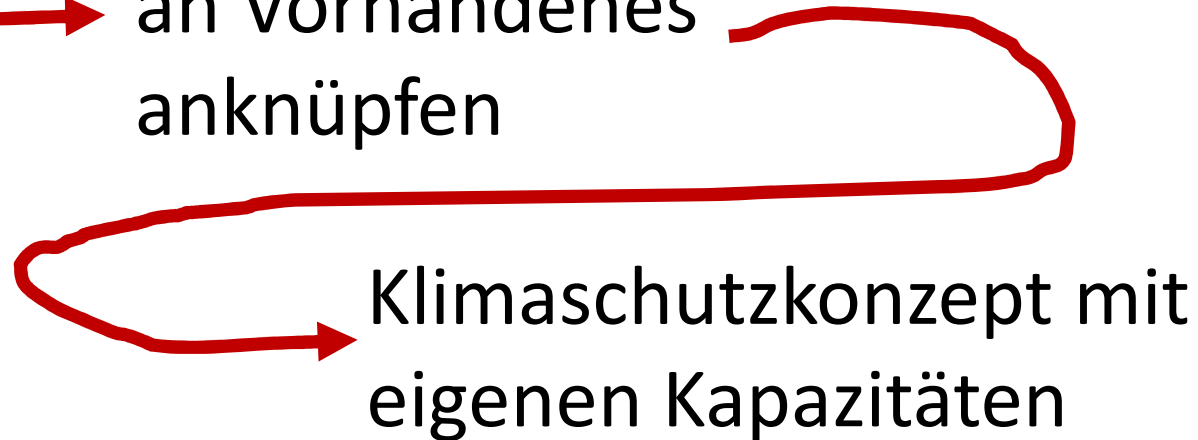 an Vorhandenes
anknüpfen
Klimaschutzkonzept mit
eigenen Kapazitäten